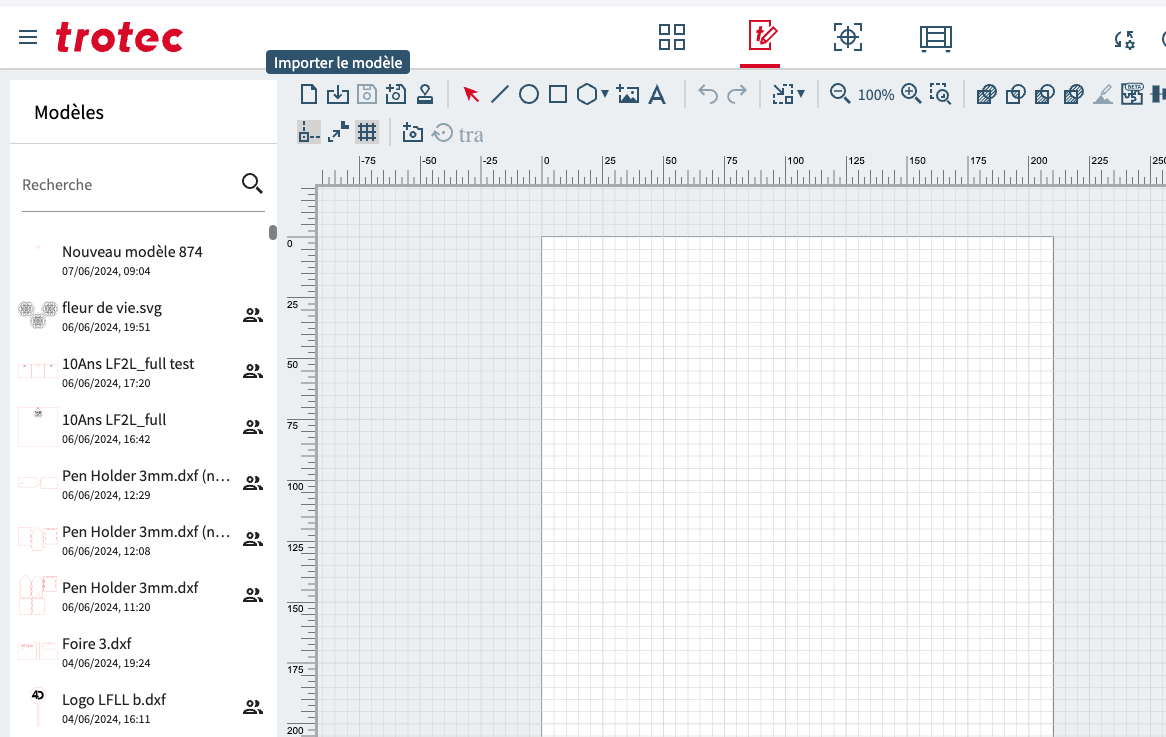 trotec
Importer le modèle
Modèles
100%
BETA
tra
Recherche
-75 -50 -25 0 25 50 75 100 125 150 175 200 225 250
0
25
50
75
100
125
150
175
200
Nouveau modèle 874
07/06/2024, 09:04
fleur de vie.svg
06/06/2024, 19:51
10Ans LF2L_full test
06/06/2024, 17:20
10Ans LF2L_full
06/06/2024, 16:42
Pen Holder 3mm.dxf (n...
06/06/2024, 12:29
Pen Holder 3mm.dxf (n...
06/06/2024, 12:08
Pen Holder 3mm.dxf
06/06/2024, 11:20
Foire 3.dxf
04/06/2024, 19:24
4D
Logo LFLL b.dxf
04/06/2024, 16:11